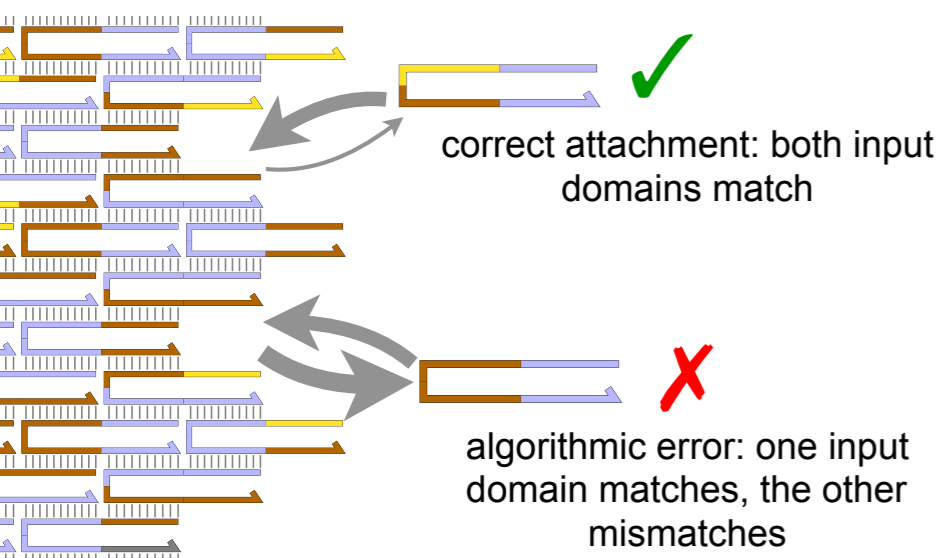 correct attachment: both input
domains match
algorithmic error: one input
domain matches, the other
mismatches